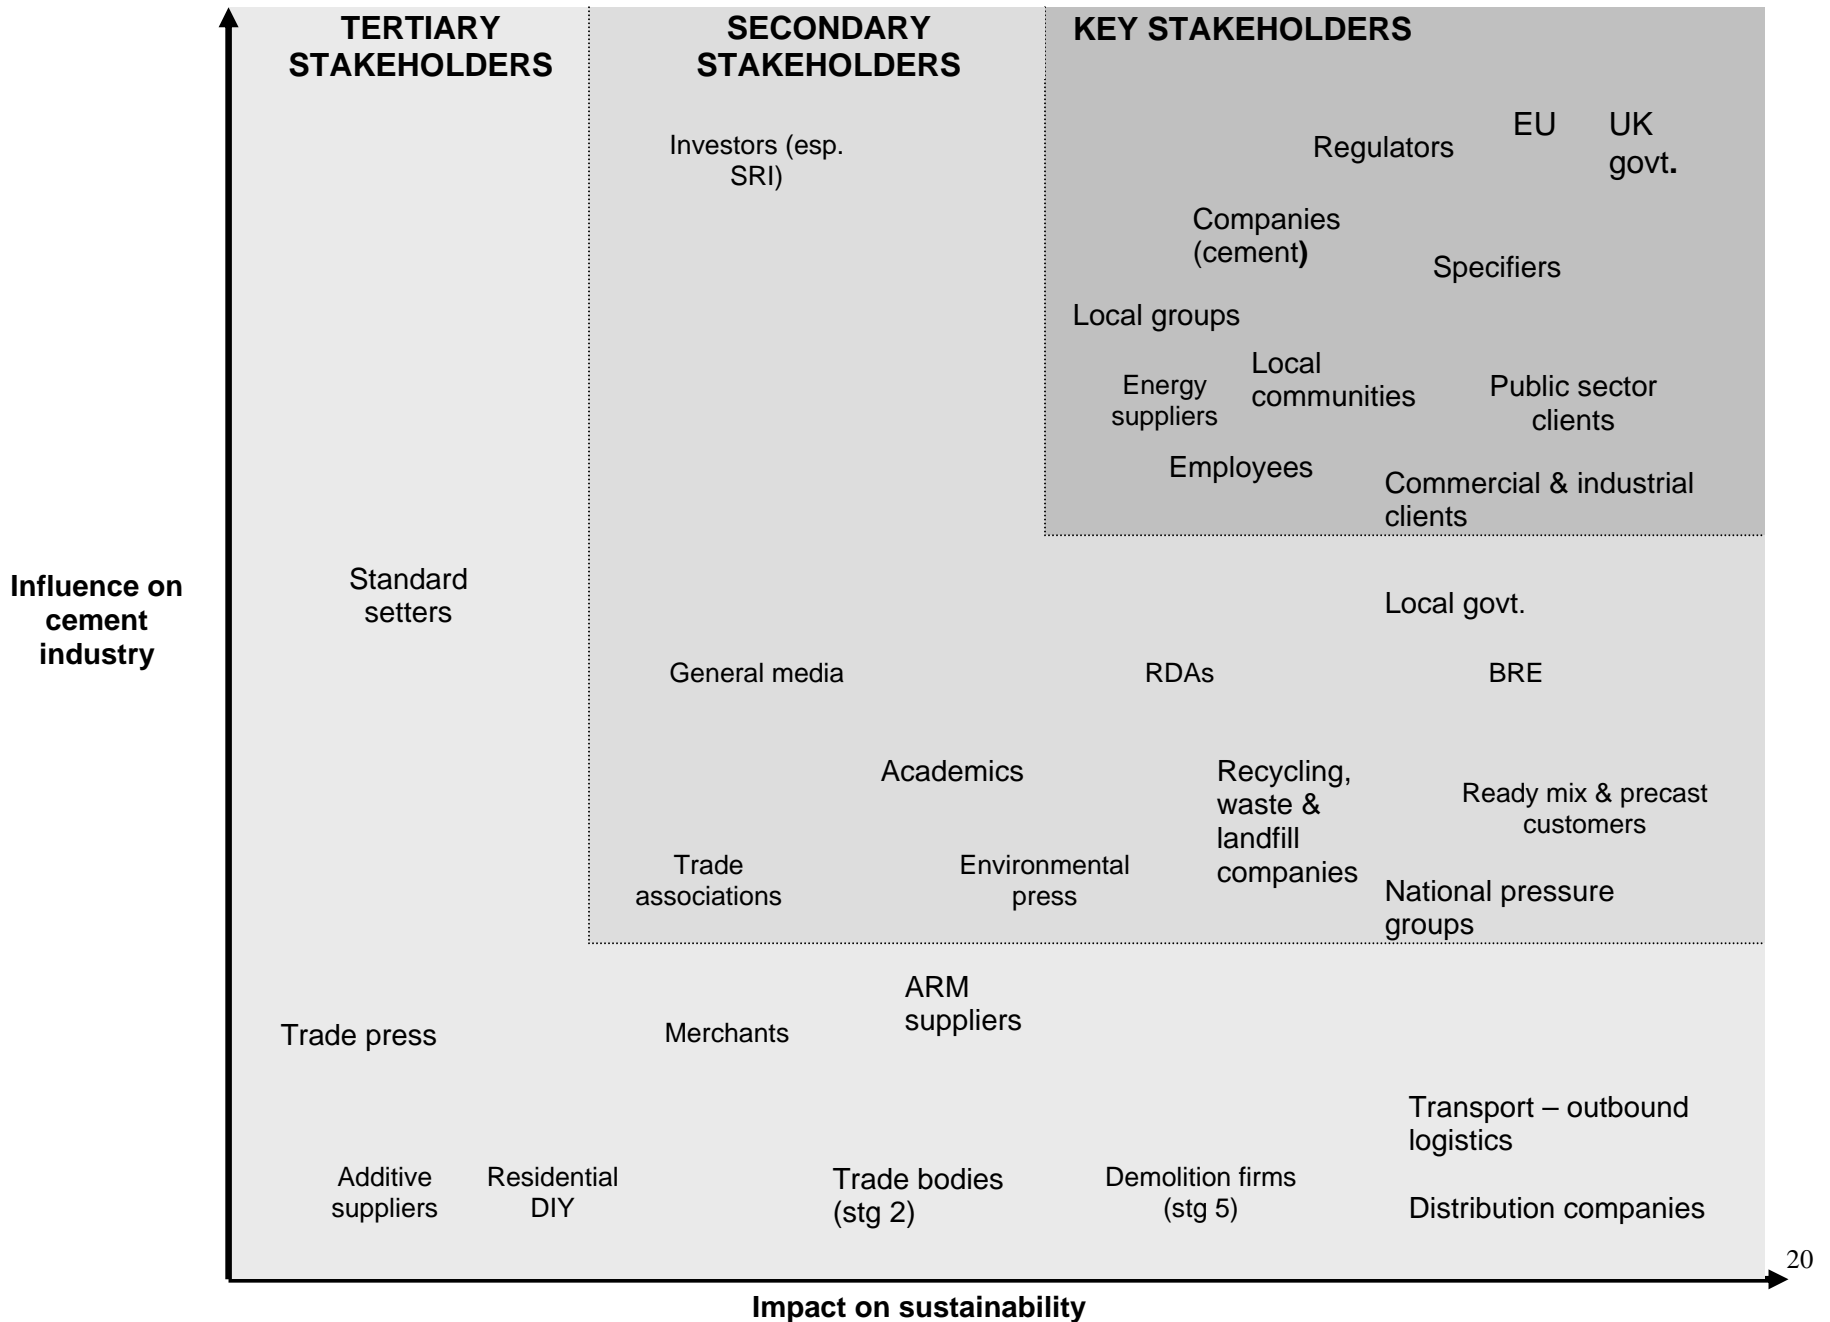 TERTIARY
STAKEHOLDERS
SECONDARY
STAKEHOLDERS
KEY STAKEHOLDERS
Investors (esp.
SRI)
Regulators
EU
UK
govt.
Companies
(cement)
Specifiers
Local groups
Energy
suppliers
Local
communities
Public sector
clients
Employees
Commercial & industrial
clients
Influence on
cement
industry
Standard
setters
Local govt.
General media
RDAs
BRE
Academics
Recycling,
waste &
landfill
companies
Ready mix & precast
customers
Trade
associations
Environmental
press
National pressure
groups
ARM
suppliers
Trade press
Merchants
Transport – outbound
logistics
Additive
suppliers
Residential
DIY
Trade bodies
(stg 2)
Demolition firms
(stg 5)
Distribution companies
20
Impact on sustainability